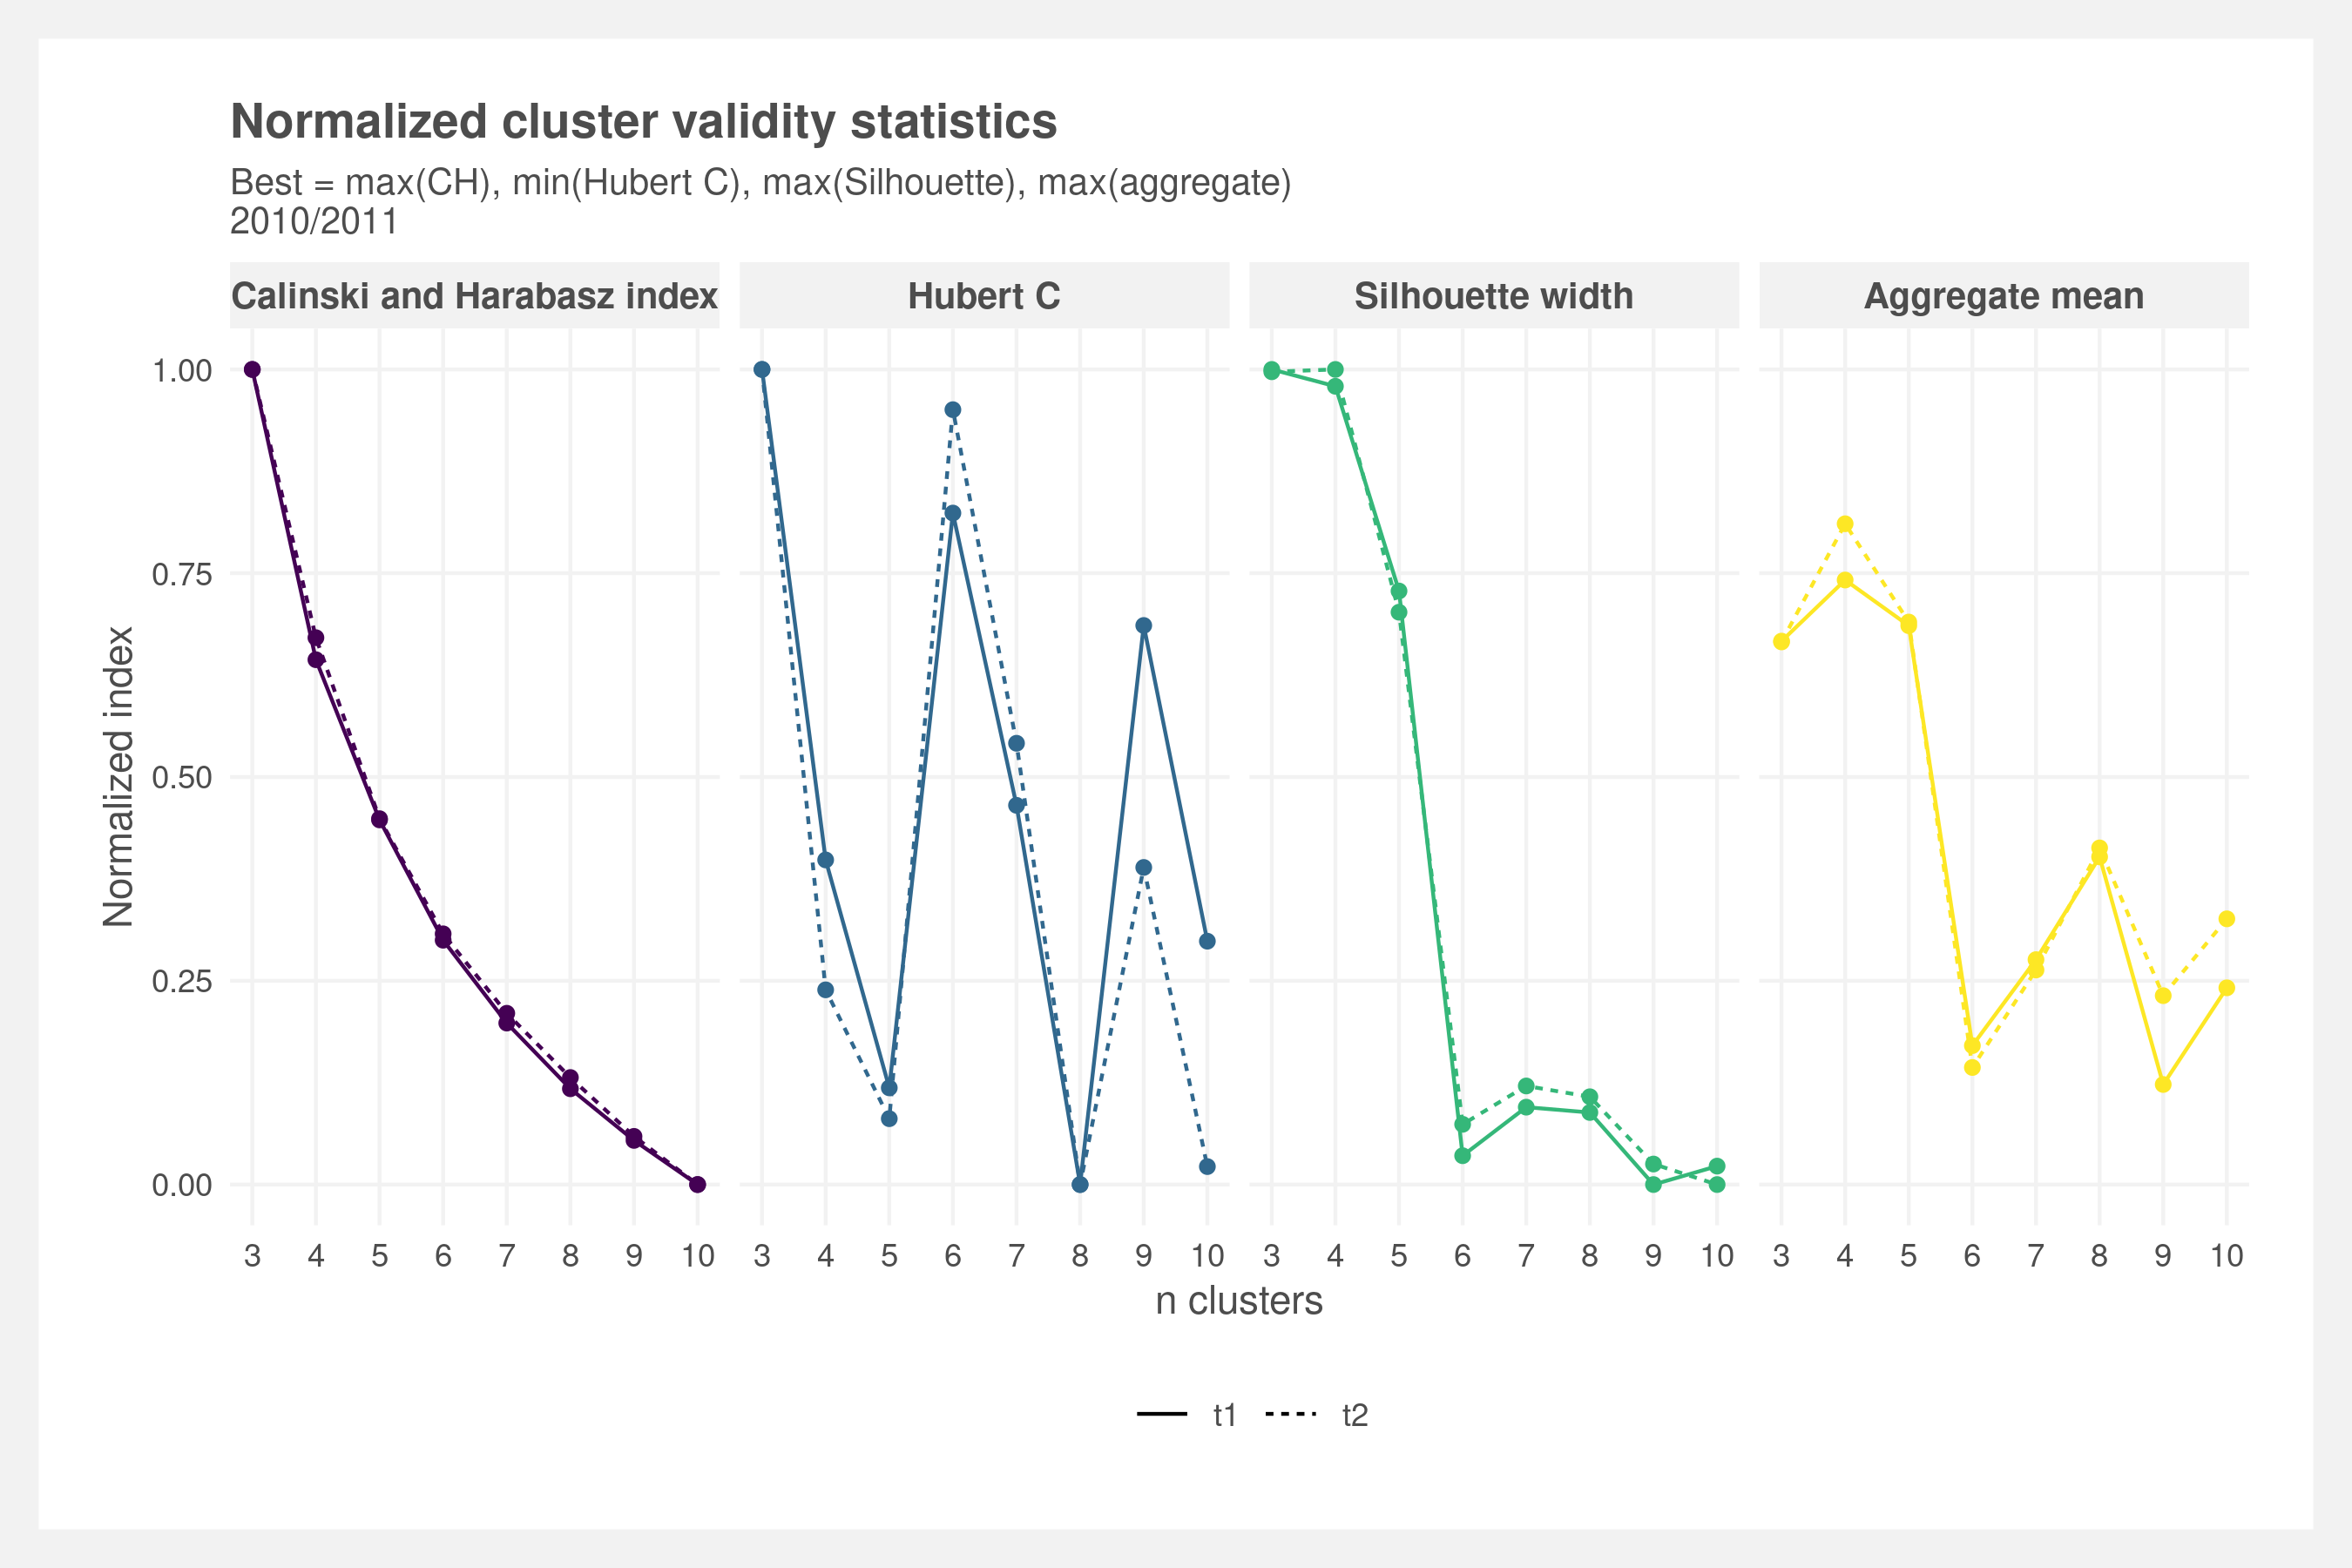 Normalized cluster validity statistics
Best = max(CH), min(Hubert C), max(Silhouette), max(aggregate)
2010/2011
Calinski and Harabasz index
Hubert C
Silhouette width
Aggregate mean
Normalized index
1.00
0.75
0.50
0.25
0.00
3 4 5 6 7 8 9 10
3 4 5 6 7 8 9 10
3 4 5 6 7 8 9 10
3 4 5 6 7 8 9 10
n clusters
t1 t2